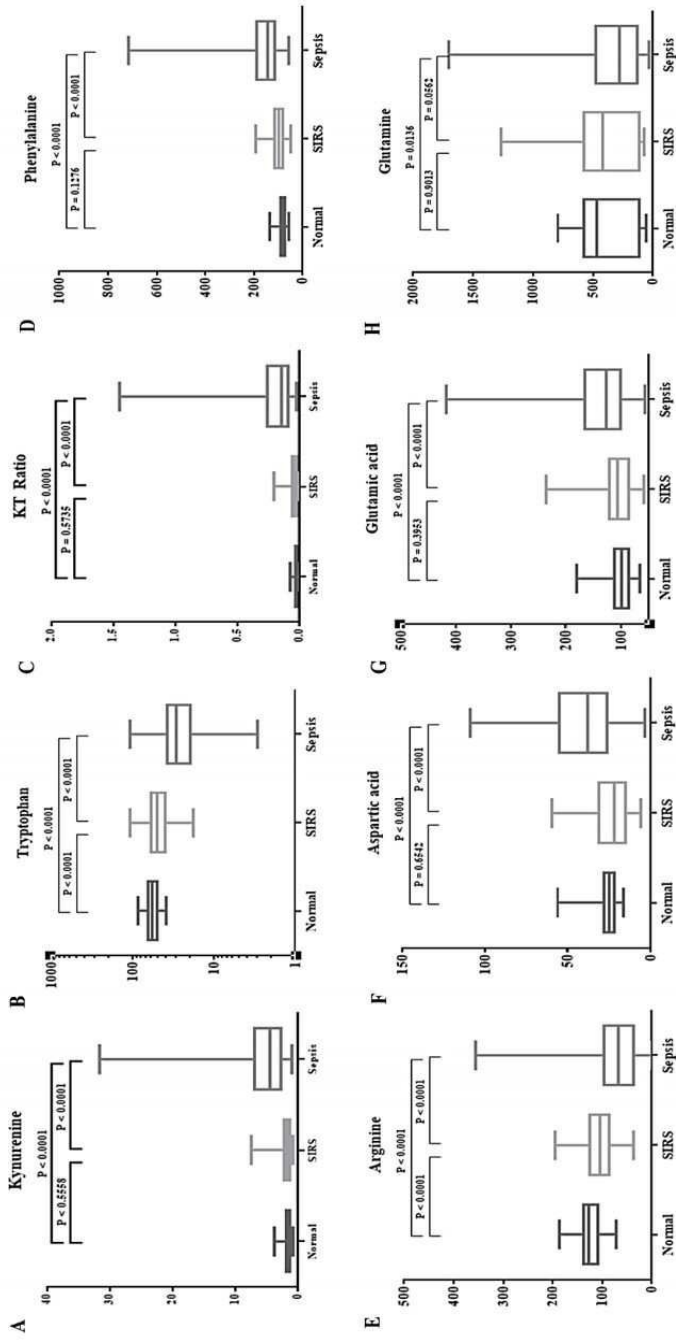 A
Kynurenine
P < 0.0001
P < 0.5558
P < 0.0001
40
30
20
10
0
Normal
SIRS
Sepsis
B
Tryptophan
P < 0.0001
P < 0.0001
P < 0.0001
1000
100
10
1
Normal
SIRS
Sepsis
C
KT Ratio
P < 0.0001
P = 0.5735
P < 0.0001
2.0
1.5
1.0
0.5
0.0
Normal
SIRS
Sepsis
D
Phenylalanine
P < 0.0001
P = 0.1276
P < 0.0001
1000
800
600
400
200
0
Normal
SIRS
Sepsis
E
Arginine
P < 0.0001
P < 0.0001
P < 0.0001
500
400
300
200
100
0
Normal
SIRS
Sepsis
F
Aspartic acid
P < 0.0001
P = 0.6542
P < 0.0001
150
100
50
0
Normal
SIRS
Sepsis
G
Glutamic acid
P < 0.0001
P = 0.3953
P < 0.0001
500
400
300
200
100
Normal
SIRS
Sepsis
H
Glutamine
P = 0.0136
P = 0.9013
P = 0.0562
2000
1500
1000
500
0
Normal
SIRS
Sepsis